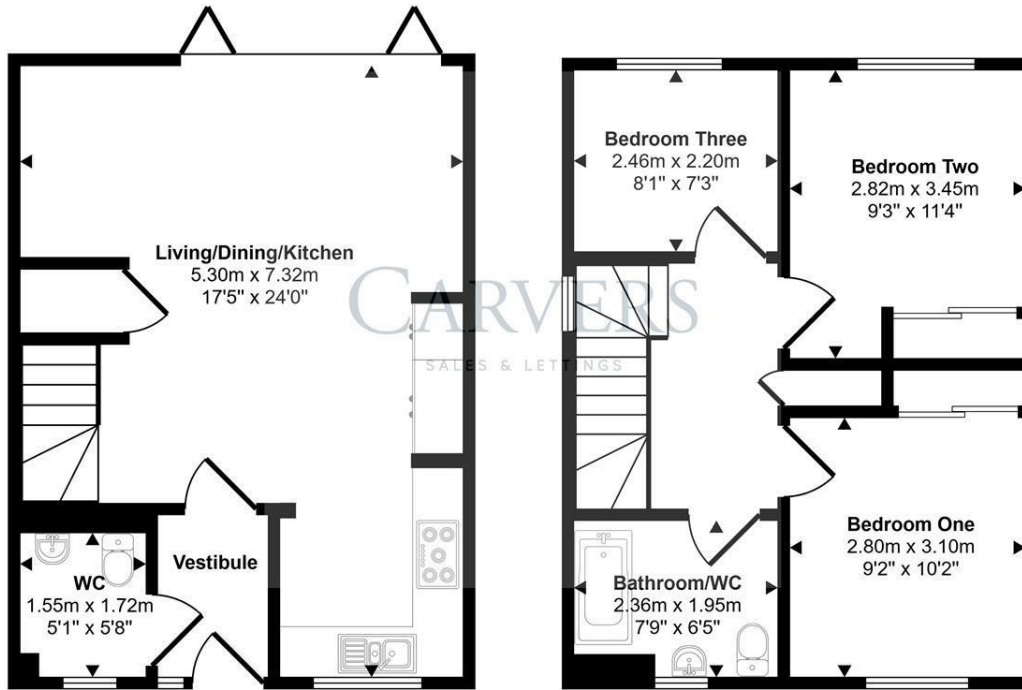 Living/Dining/Kitchen
5.30m x 7.32m
17'5" x 24'0"
WC
1.55m x 1.72m
5'1" x 5'8"
Vestibule
Bedroom Three
2.46m x 2.20m
8'1" x 7'3"
Bedroom Two
2.82m x 3.45m
9'3" x 11'4"
CARVERS
SALES & LETTINGS
Bedroom One
2.80m x 3.10m
9'2" x 10'2"
Bathroom/WC
2.36m x 1.95m
7'9" x 6'5"